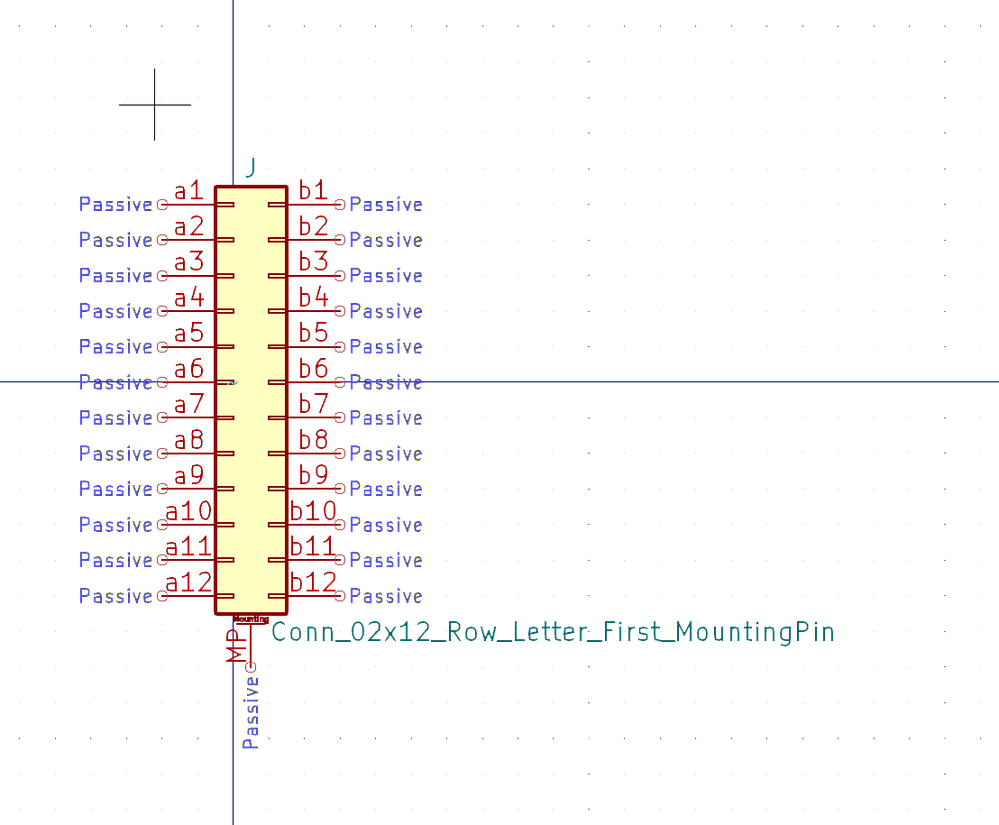 J
Passive a1 b1 Passive
Passive a2 b2 Passive
Passive a3 b3 Passive
Passive a4 b4 Passive
Passive a5 b5 Passive
Passive a6 b6 Passive
Passive a7 b7 Passive
Passive a8 b8 Passive
Passive a9 b9 Passive
Passive a10 b10 Passive
Passive a11 b11 Passive
Passive a12 b12 Passive
Mounting
MP
Conn_02x12_Row_Letter_First_MountingPin
Passive